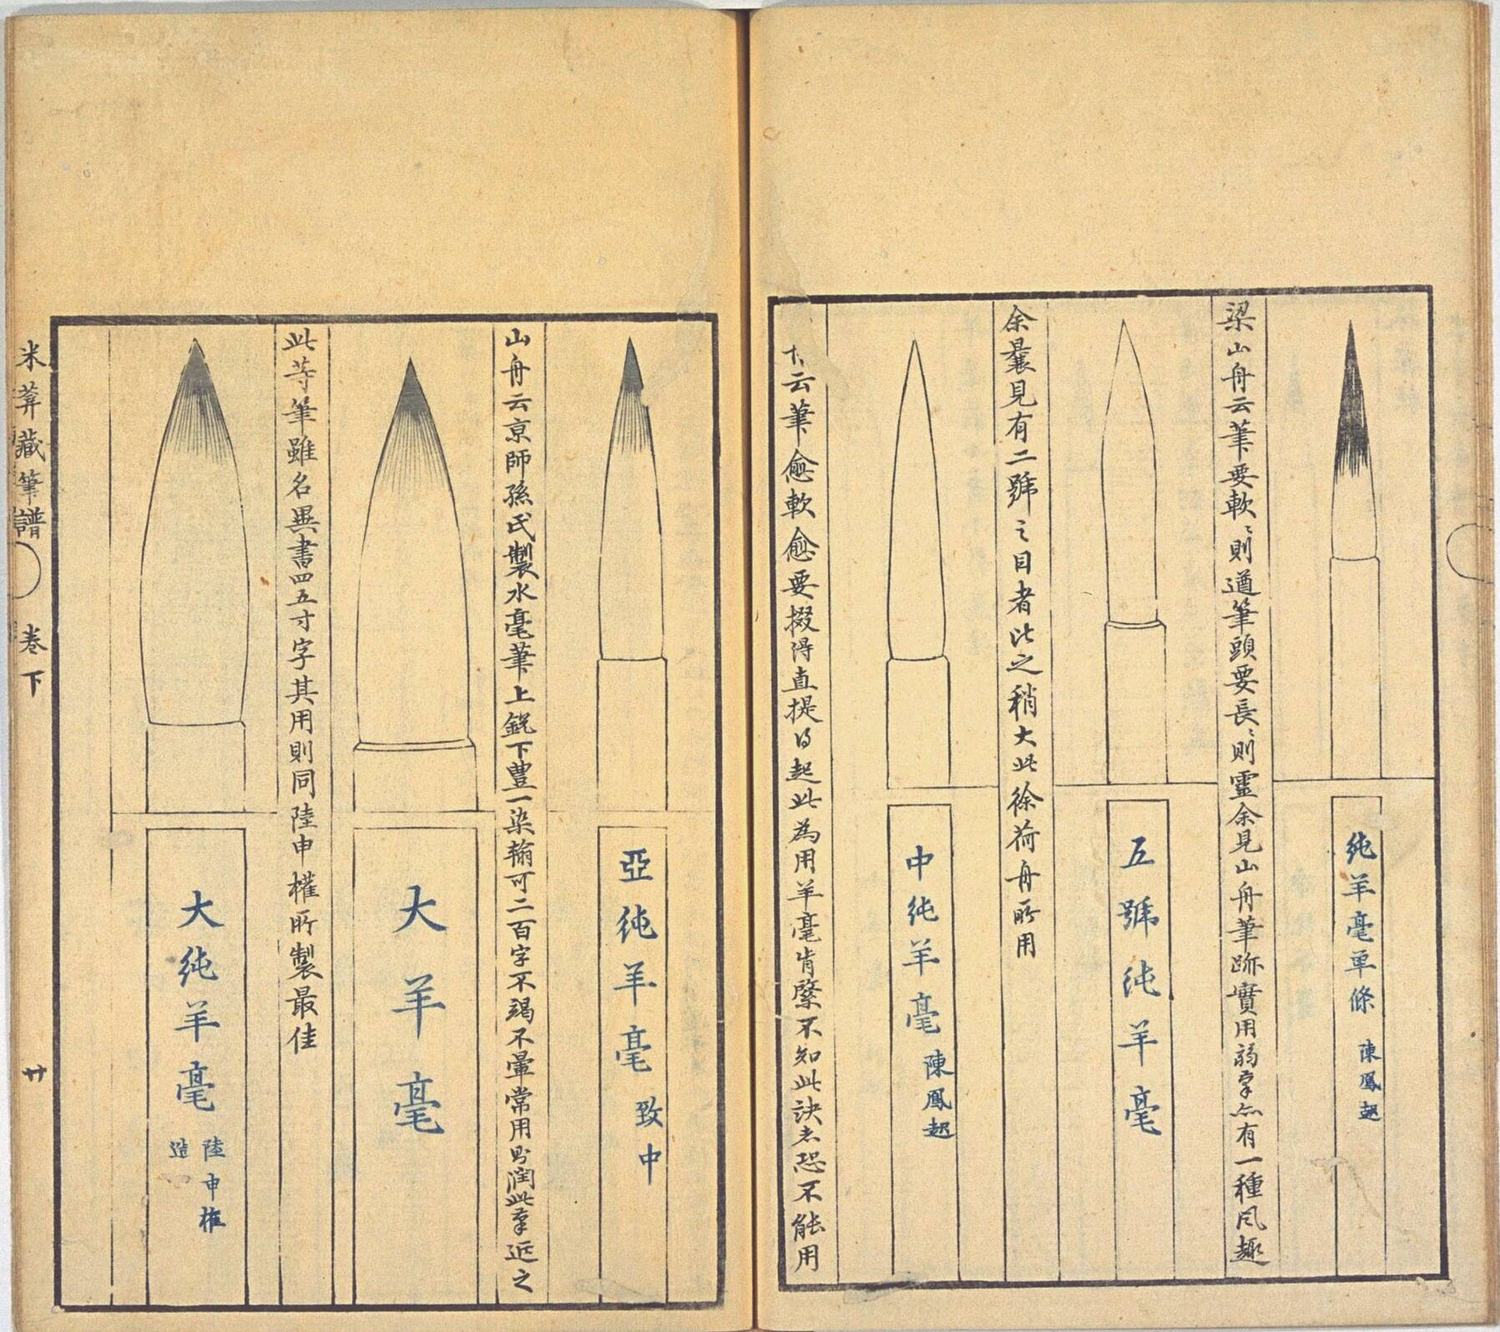 純羊毫單條 陳鳳起
梁山舟云筆要軟〻則遒筆頭要長〻則靈余見山舟筆跡實用弱穎亦有一種風趣
五號純羊毫
余曩見有二號之目者比之稍大此徐荷舟所用
中純羊毫 陳鳳起
云筆愈軟愈要掇得直提得起此為用羊毫肯綮不知此訣者恐不能用
亞純羊毫 致中
山舟云京師孫氏製水毫筆上銳下豐一染翰可二百字不竭不暈常用則潤此筆近之
大羊毫
此等筆雖名異書四五寸字其用則同陸申權所製最佳
大純羊毫 陸申權造
米葊藏筆譜 卷下 廿